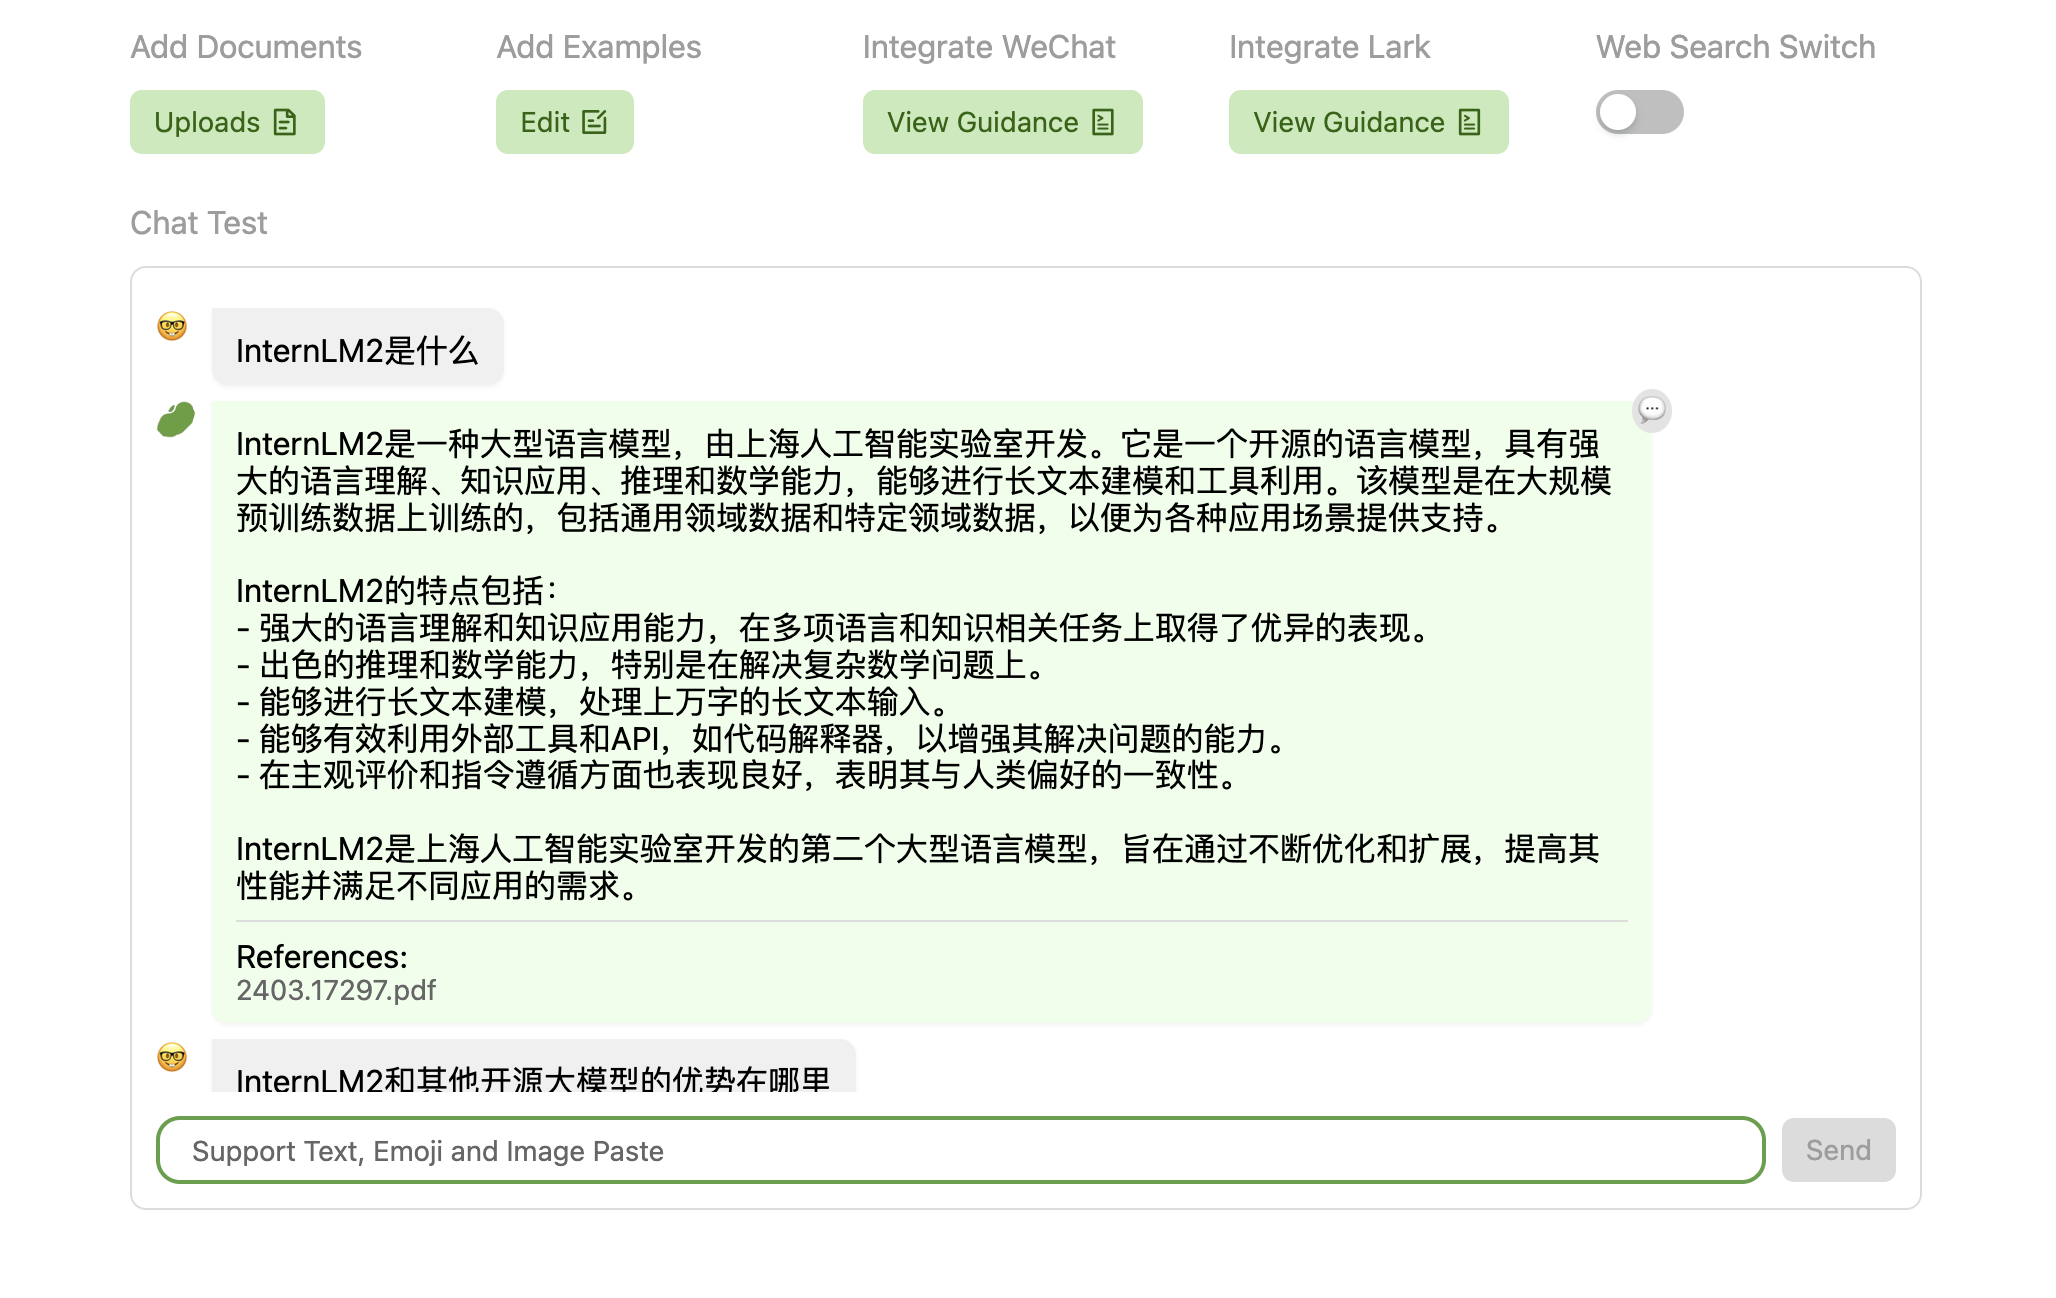 Add Documents
Add Examples
Integrate WeChat
Integrate Lark
Web Search Switch
Uploads
Edit
View Guidance
View Guidance
Chat Test
InternLM2是什么
InternLM2是一种大型语言模型，由上海人工智能实验室开发。它是一个开源的语言模型，具有强
大的语言理解、知识应用、推理和数学能力，能够进行长文本建模和工具利用。该模型是在大规模
预训练数据上训练的，包括通用领域数据和特定领域数据，以便为各种应用场景提供支持。
InternLM2的特点包括：
- 强大的语言理解和知识应用能力，在多项语言和知识相关任务上取得了优异的表现。
- 出色的推理和数学能力，特别是在解决复杂数学问题上。
- 能够进行长文本建模，处理上万字的长文本输入。
- 能够有效利用外部工具和API，如代码解释器，以增强其解决问题的能力。
- 在主观评价和指令遵循方面也表现良好，表明其与人类偏好的一致性。
InternLM2是上海人工智能实验室开发的第二个大型语言模型，旨在通过不断优化和扩展，提高其
性能并满足不同应用的需求。
References:
2403.17297.pdf
InternLM2和其他开源大模型的优势在哪里
Support Text, Emoji and Image Paste
Send